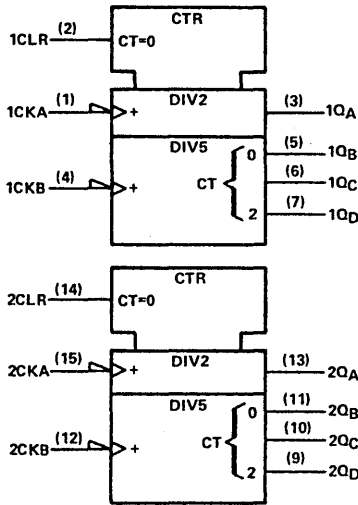 CTR
1CLR (2) CT=0
DIV2
1CKA (1) + (3) 1QA
DIV5
0 (5) 1QB
1CKB (4) + CT (6) 1QC
2 (7) 1QD
CTR
2CLR (14) CT=0
DIV2
2CKA (15) + (13) 2QA
DIV5
0 (11) 2QB
2CKB (12) + CT (10) 2QC
2 (9) 2QD